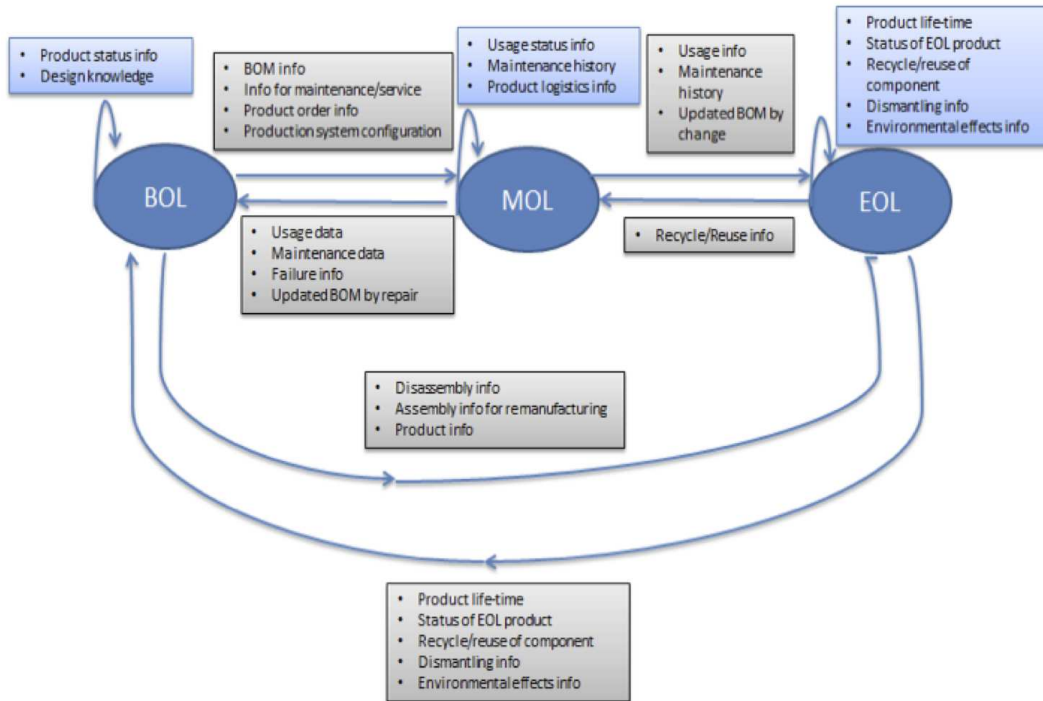 • Product status info
• Design knowledge
• BOM info
• Info for maintenance/service
• Product order info
• Production system configuration
• Usage status info
• Maintenance history
• Product logistics info
• Usage info
• Maintenance
history
• Updated BOM by
change
• Product life-time
• Status of EOL product
• Recycle/reuse of
component
• Dismantling info
• Environmental effects info
BOL
MOL
EOL
• Usage data
• Maintenance data
• Failure info
• Updated BOM by repair
• Recycle/Reuse info
• Disassembly info
• Assembly info for remanufacturing
• Product info
• Product life-time
• Status of EOL product
• Recycle/reuse of component
• Dismantling info
• Environmental effects info